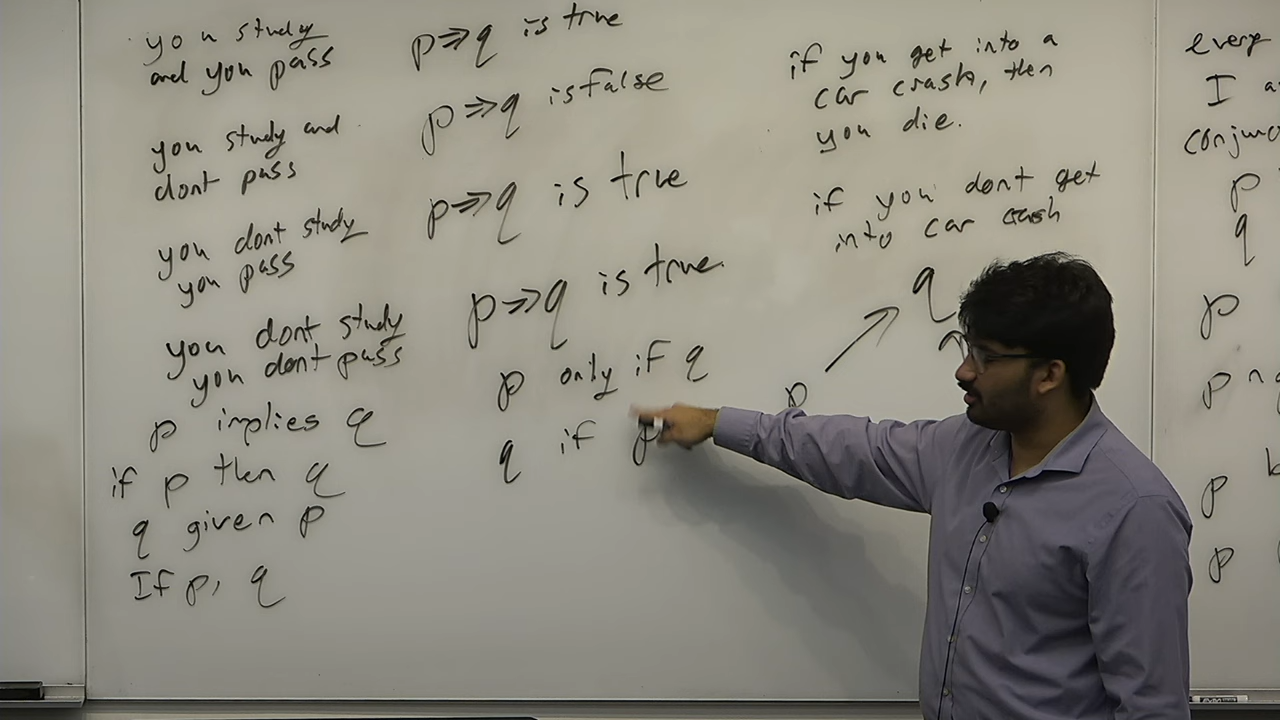 you study
and you pass
p ⇒ q is true
you study and
dont pass
p ⇒ q is false
you dont study
you pass
p ⇒ q is true
you dont study
you dont pass
p ⇒ q is true.
p implies q
if p then q
q given p
If p, q
p only if q
q if p
if you get into a
car crash, then
you die.
if you dont get
into car crash
q
p
every
I
p
q
p
p
p
p